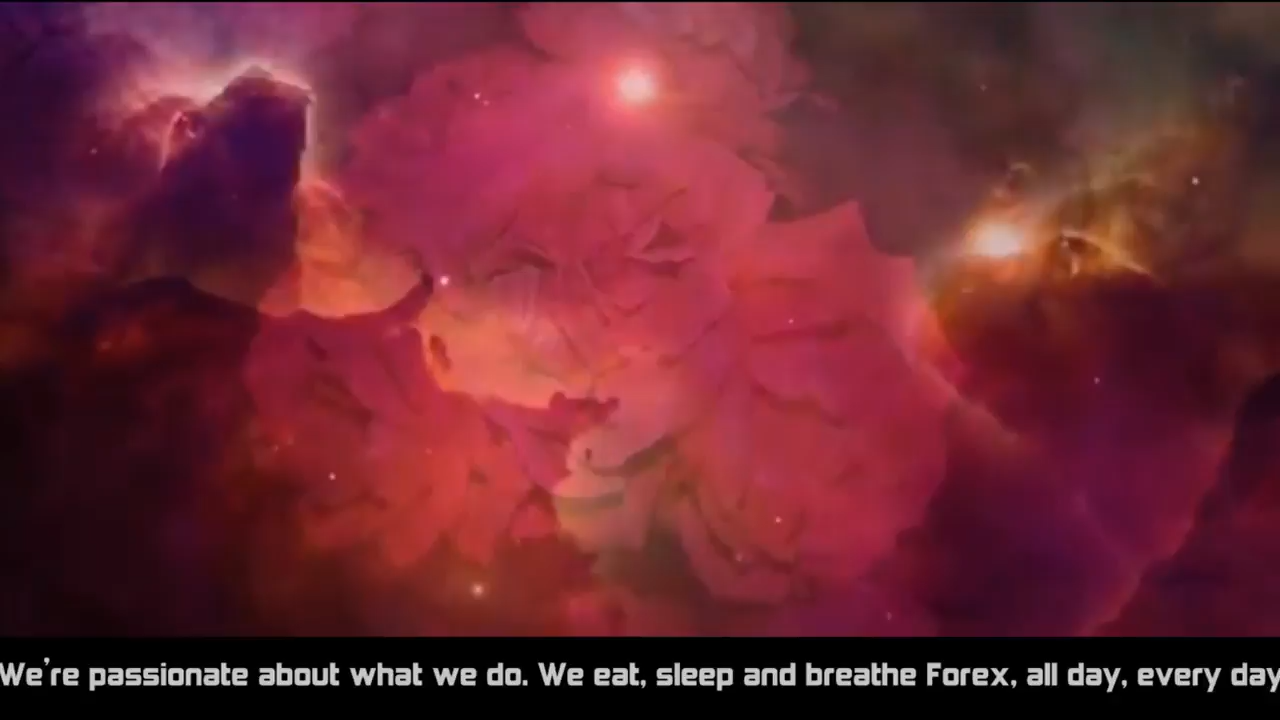 We're passionate about what we do. We eat, sleep and breathe Forex, all day, every day